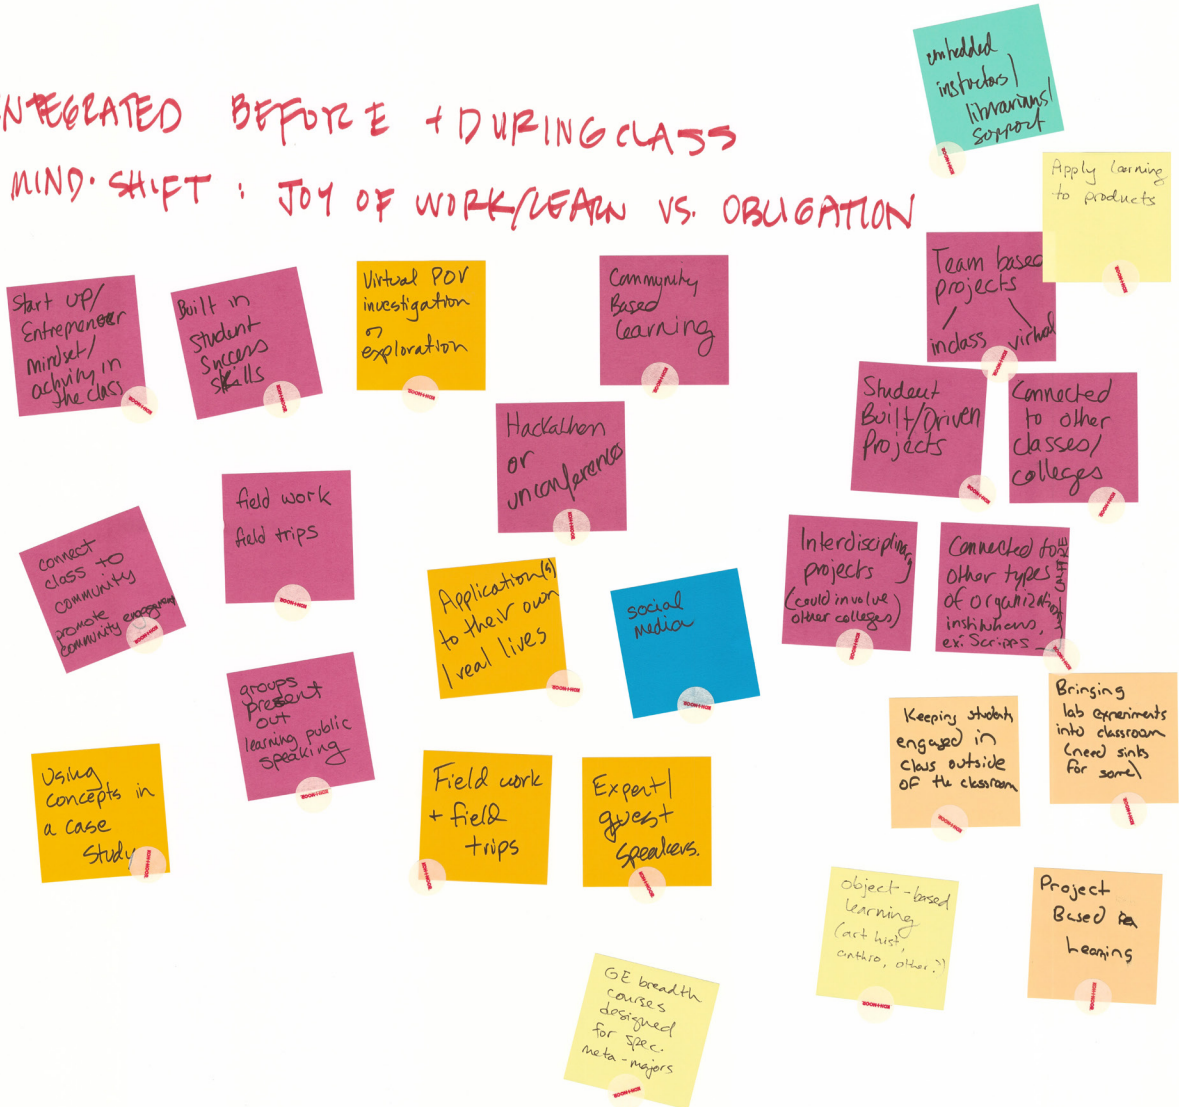 INTEGRATED BEFORE + DURING CLASS
MIND·SHIFT: JOY OF WORK/LEARN VS. OBLIGATION
embedded
instructors/
librarians/
support
Apply learning
to products
Start up/
Entrepreneur
mindset/
activity in
the class
Built in
Student
Success
Skills
Virtual POV
investigation
or
exploration
Community
Based
Learning
Team based
projects
inclass virtual
Hackathon
or
unconference
Student
Built/Driven
Projects
Connected
to other
classes/
colleges
connect
class to
community
promote
community engagement
field work
field trips
Application(s)
to their own
/real lives
social
media
Interdisciplinary
projects
(could involve
other colleges)
Connected to
other types
of organizations
institutions,
ex: Scripps
groups
present
out
learning public
speaking
Using
concepts in
a case
study
Field work
+ field
trips
Expert/
guest
speakers.
Keeping students
engaged in
class outside
of the classroom
Bringing
lab experiments
into classroom
(need sinks
for some)
object-based
learning
(art hist,
anthro, other?)
Project
Based
Learning
GE breadth
courses
designed
for spec.
meta-majors
KOH-I-NOOR